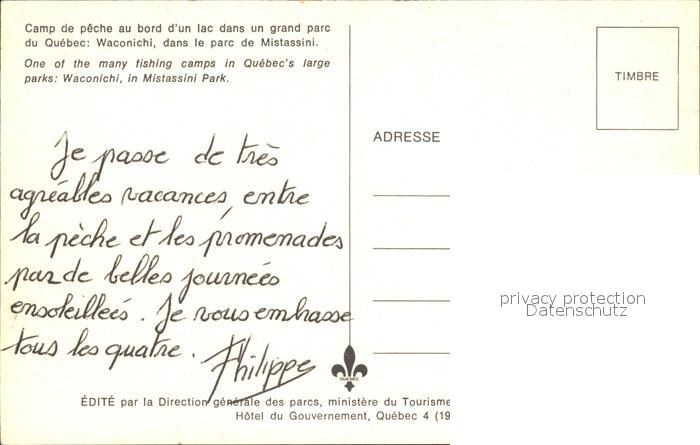 Camp de pêche au bord d'un lac dans un grand parc
du Québec: Waconichi, dans le parc de Mistassini.
One of the many fishing camps in Québec's large
parks: Waconichi, in Mistassini Park.
TIMBRE
ADRESSE
Je passe de très
agréables vacances, entre
la pèche et les promenades
par de belles journées
ensoleillées. Je vous embrasse
tous les quatre. Philippe
QUÉBEC
privacy protection
Datenschutz
ÉDITÉ par la Direction générale des parcs, ministère du Tourisme
Hôtel du Gouvernement, Québec 4 (19